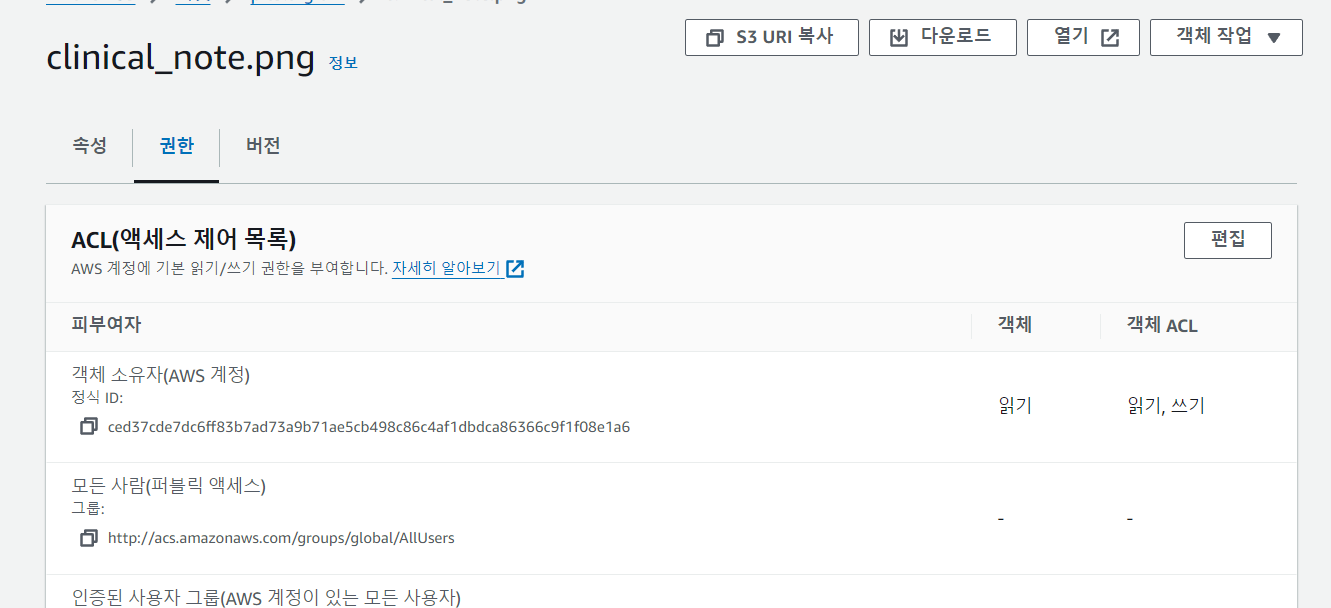 clinical_note.png 정보
S3 URI 복사
다운로드
열기
객체 작업 ▼
속성
권한
버전
ACL(액세스 제어 목록)
편집
AWS 계정에 기본 읽기/쓰기 권한을 부여합니다. 자세히 알아보기
피부여자 객체 객체 ACL
객체 소유자(AWS 계정)
정식 ID:
ced37cde7dc6ff83b7ad73a9b71ae5cb498c86c4af1dbdca86366c9f1f08e1a6
읽기 읽기, 쓰기
모든 사람(퍼블릭 액세스)
그룹:
http://acs.amazonaws.com/groups/global/AllUsers
- -
인증된 사용자 그룹(AWS 계정이 있는 모든 사용자)